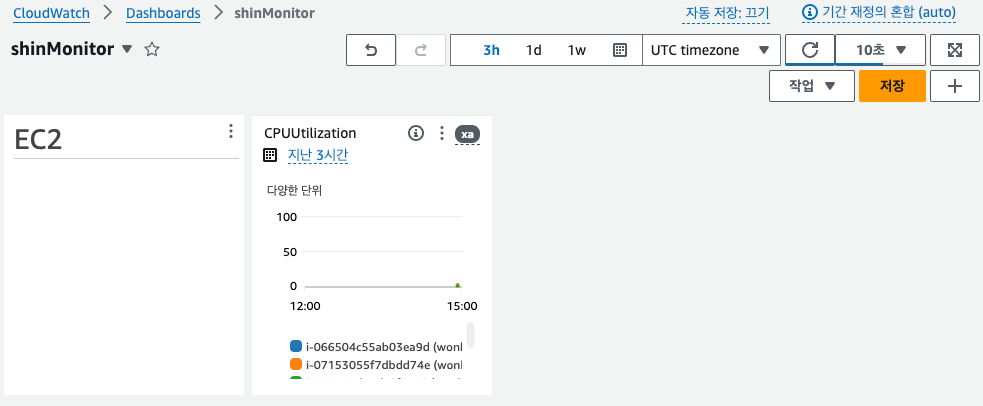 CloudWatch > Dashboards > shinMonitor 자동 저장: 끄기 기간 재정의 혼합 (auto)
shinMonitor 3h 1d 1w UTC timezone 10초
작업 저장
EC2
CPUUtilization xa
지난 3시간
다양한 단위
100
50
0
12:00 15:00
i-066504c55ab03ea9d (wonl
i-07153055f7dbdd74e (wonl